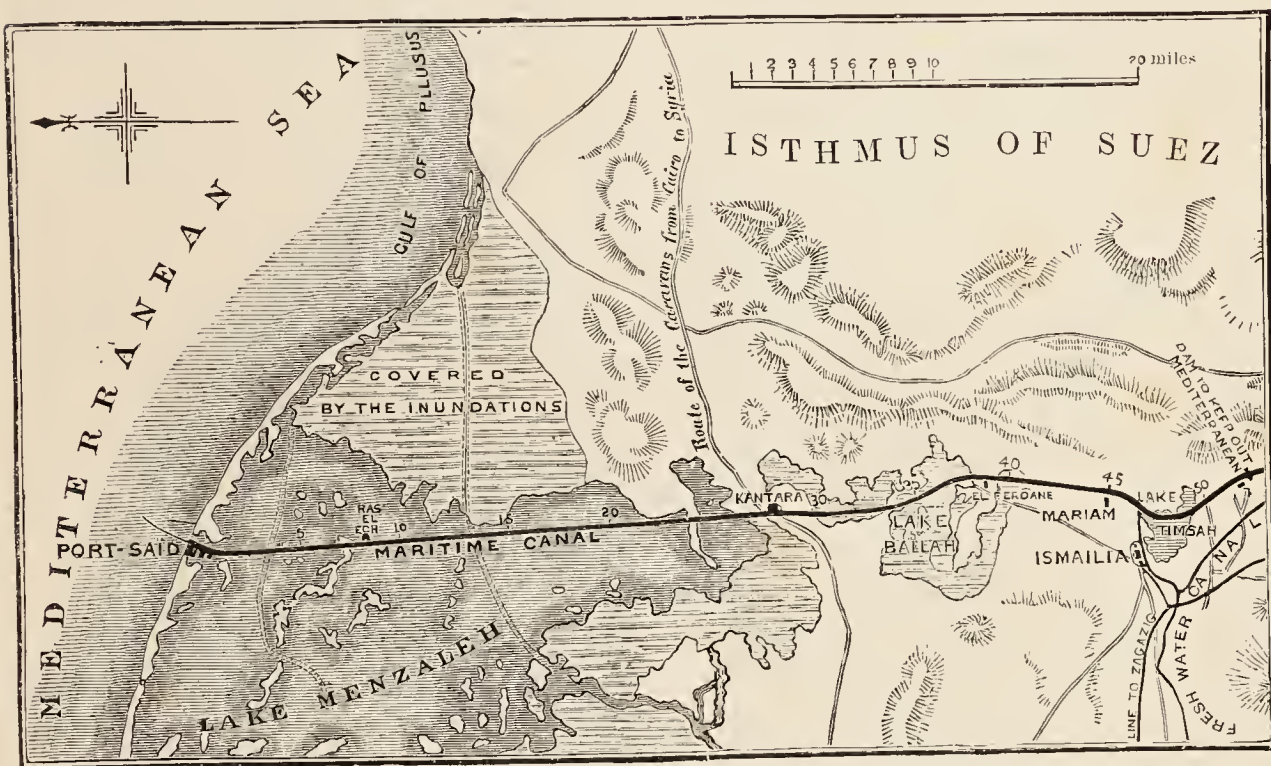 MEDITERRANEAN SEA
GULF OF PLLUSUS
1 2 3 4 5 6 7 8 9 10 20 miles
ISTHMUS OF SUEZ
Route of the Caravans from Cairo to Syria
COVERED
BY THE INUNDATIONS
DAM TO KEEP OUT
MEDITERRANEAN
PORT-SAÏD
5
RAS
EL
ECH
10
15
20
MARITIME CANAL
LAKE MENZALEH
KANTARA
30
35
LAKE
BALLAH
40
EL FERDANE
MARIAM
45
LAKE
TIMSAH
50
ISMAILIA
LINE TO ZAGAZIG
FRESH WATER CANAL